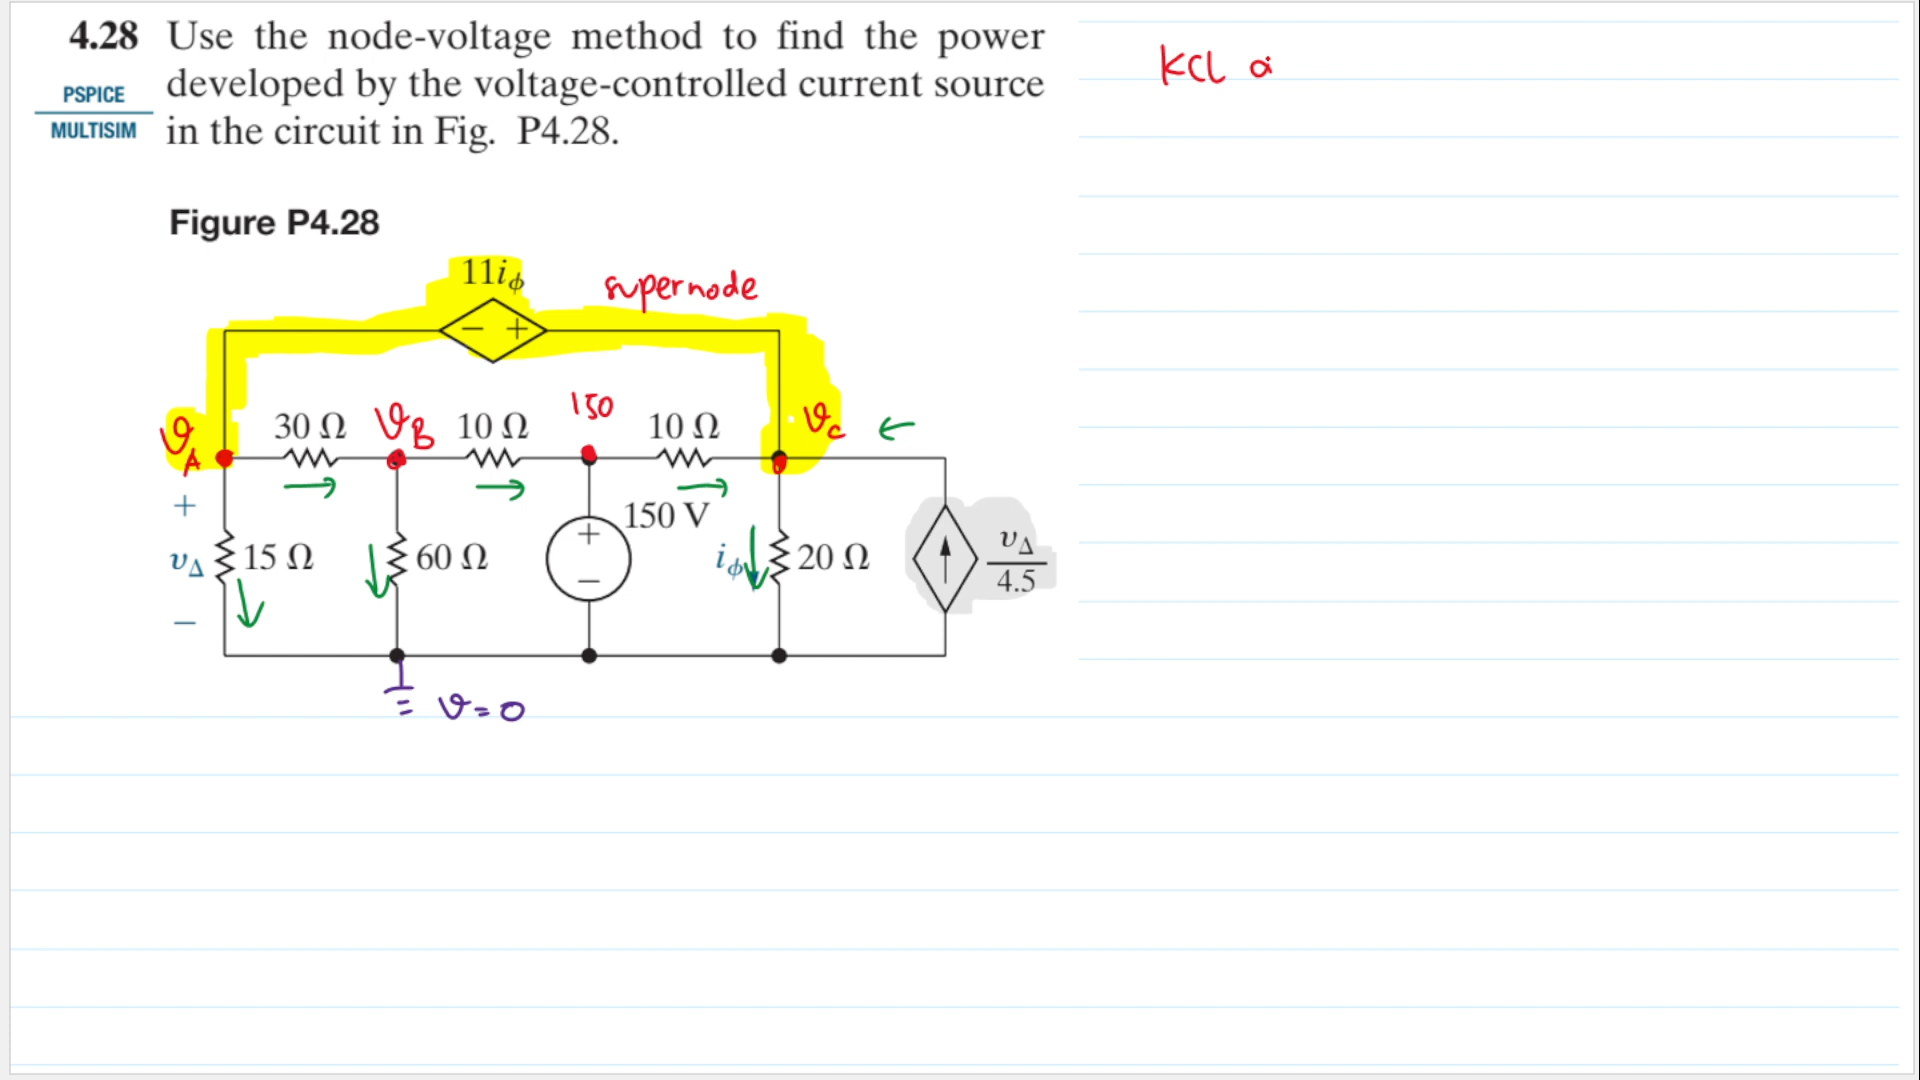 4.28 Use the node-voltage method to find the power
PSPICE developed by the voltage-controlled current source
MULTISIM in the circuit in Fig. P4.28.
KCL a
Figure P4.28
11iϕ
supernode
30 Ω vB 10 Ω 150 10 Ω vc
vA
+
vΔ 15 Ω
−
60 Ω
150 V
+
−
iϕ 20 Ω
vΔ
4.5
− +
v=0